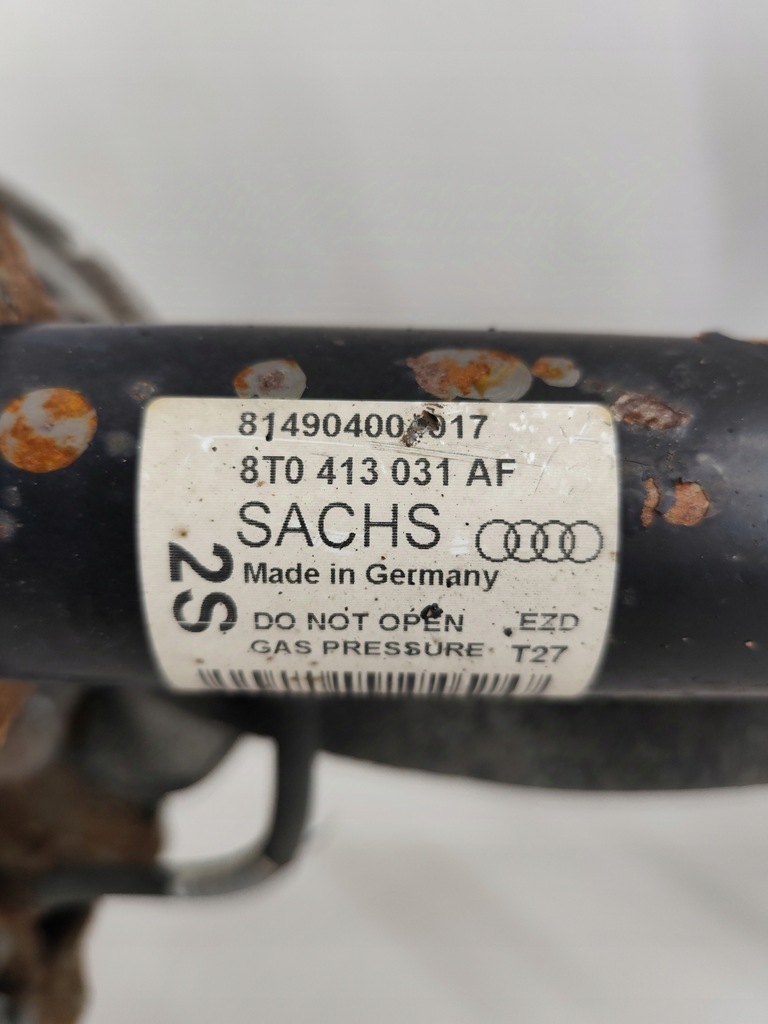 8T0 413 031 AF
SACHS
2S
Made in Germany
DO NOT OPEN EZD
GAS PRESSURE T27